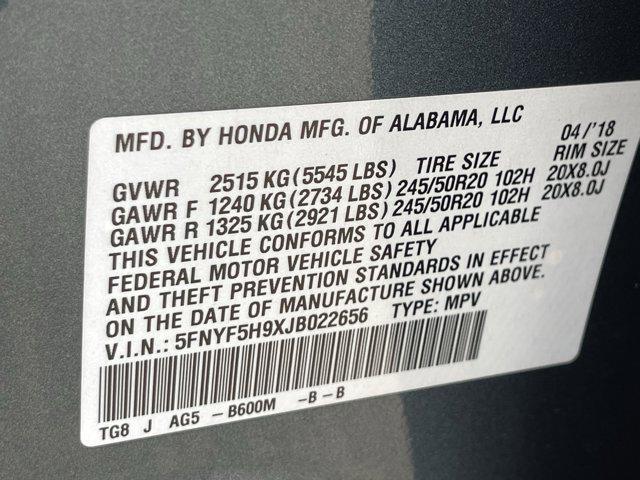 MFD. BY HONDA MFG. OF ALABAMA, LLC 04/'18
GVWR 2515 KG (5545 LBS) TIRE SIZE RIM SIZE
GAWR F 1240 KG (2734 LBS) 245/50R20 102H 20X8.0J
GAWR R 1325 KG (2921 LBS) 245/50R20 102H 20X8.0J
THIS VEHICLE CONFORMS TO ALL APPLICABLE
FEDERAL MOTOR VEHICLE SAFETY
AND THEFT PREVENTION STANDARDS IN EFFECT
ON THE DATE OF MANUFACTURE SHOWN ABOVE.
V.I.N.: 5FNYF5H9XJB022656 TYPE: MPV
TG8 J AG5 - B600M -B - B